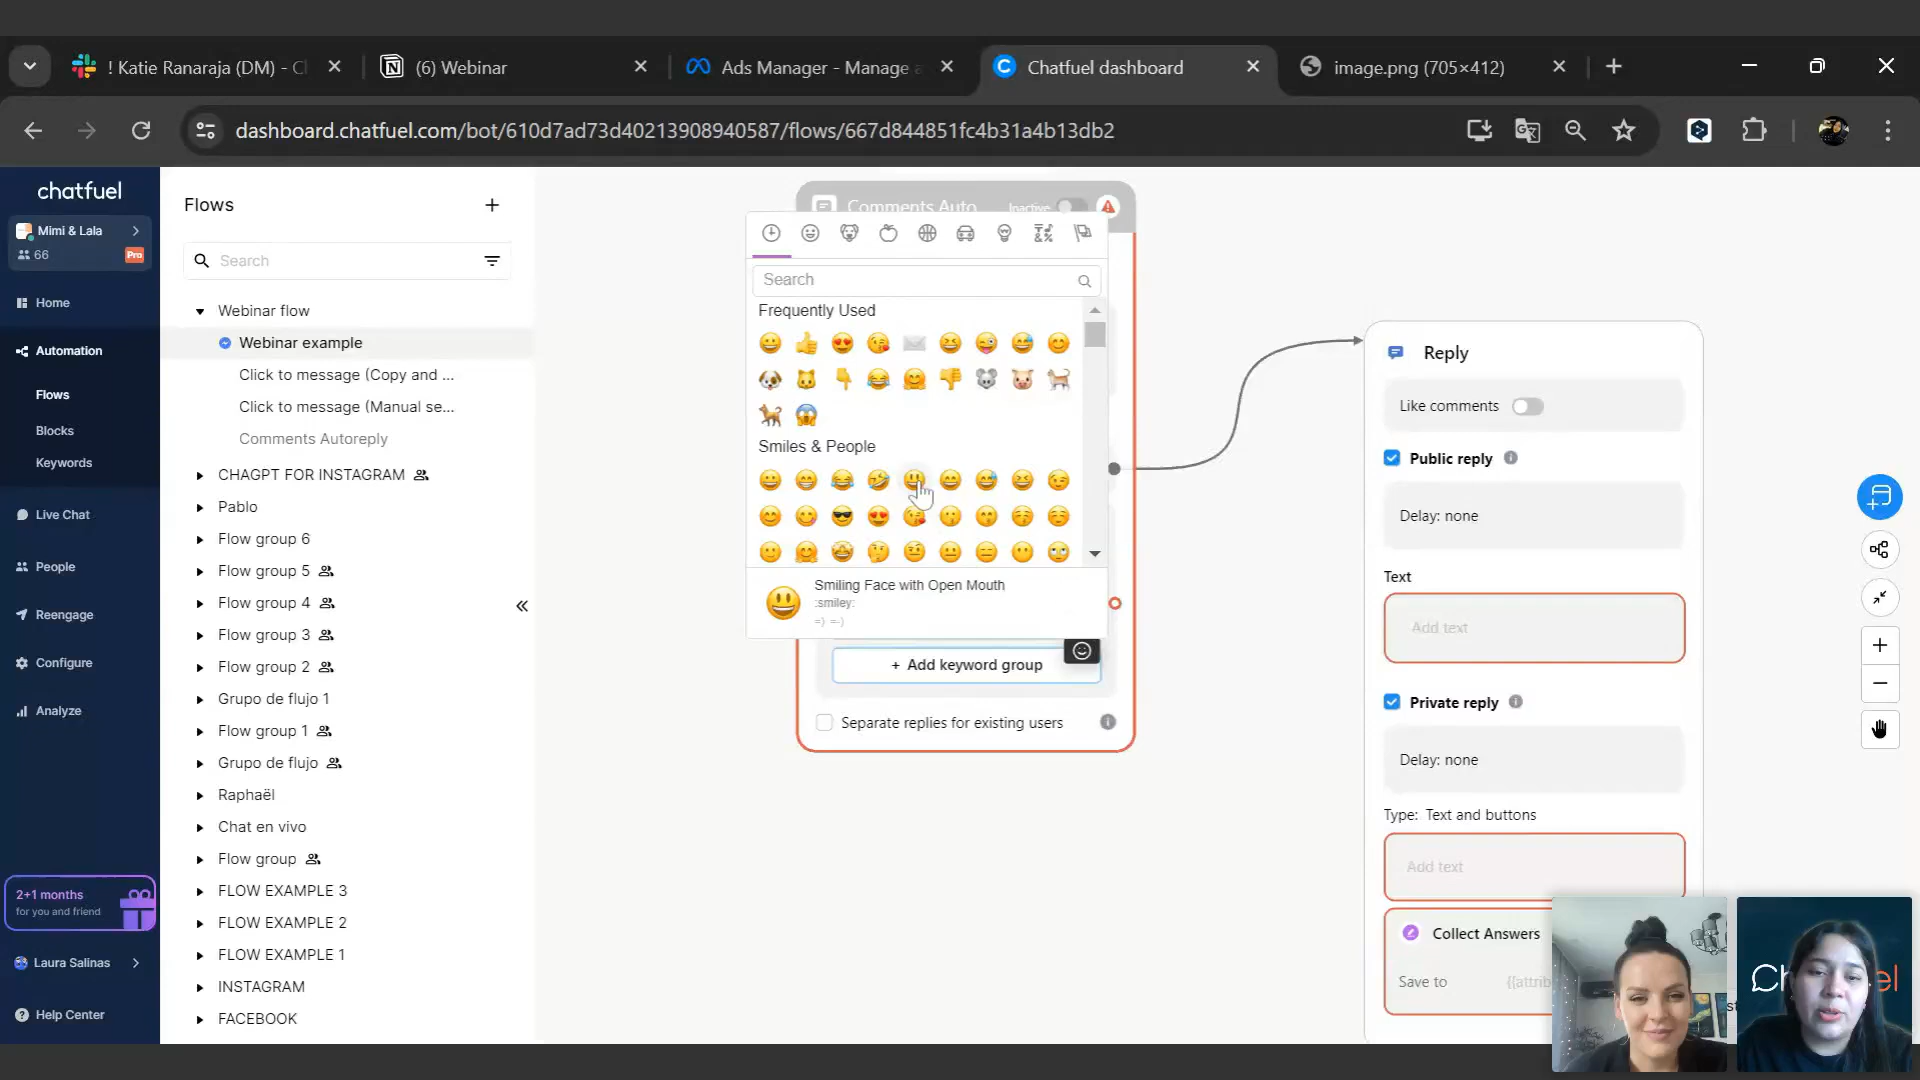 ! Katie Ranaraja (DM) - Cl
(6) Webinar
Ads Manager - Manage a
Chatfuel dashboard
image.png (705×412)
dashboard.chatfuel.com/bot/610d7ad73d40213908940587/flows/667d844851fc4b31a4b13db2
chatfuel
Mimi & Lala
66
Pro
Home
Automation
Flows
Blocks
Keywords
Live Chat
People
Reengage
Configure
Analyze
2+1 months
for you and friend
Laura Salinas
Help Center
Flows
Search
Webinar flow
Webinar example
Click to message (Copy and ...
Click to message (Manual se...
Comments Autoreply
CHAGPT FOR INSTAGRAM
Pablo
Flow group 6
Flow group 5
Flow group 4
Flow group 3
Flow group 2
Grupo de flujo 1
Flow group 1
Grupo de flujo
Raphaël
Chat en vivo
Flow group
FLOW EXAMPLE 3
FLOW EXAMPLE 2
FLOW EXAMPLE 1
INSTAGRAM
FACEBOOK
Comments Auto
Inactive
Search
Frequently Used
Smiles & People
Smiling Face with Open Mouth
:smiley:
=) =-)
+ Add keyword group
Separate replies for existing users
Reply
Like comments
Public reply
Delay: none
Text
Add text
Private reply
Delay: none
Type: Text and buttons
Add text
Collect Answers
Save to
{{attrib